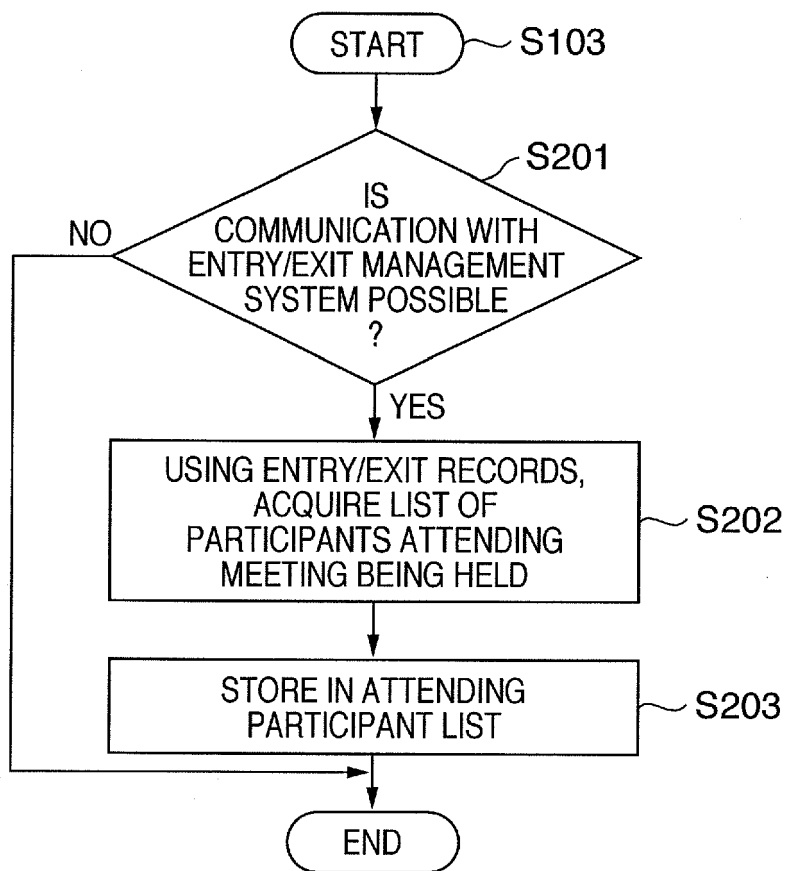 START
S103
S201
IS
COMMUNICATION WITH
ENTRY/EXIT MANAGEMENT
SYSTEM POSSIBLE
?
NO
YES
USING ENTRY/EXIT RECORDS,
ACQUIRE LIST OF
PARTICIPANTS ATTENDING
MEETING BEING HELD
S202
STORE IN ATTENDING
PARTICIPANT LIST
S203
END